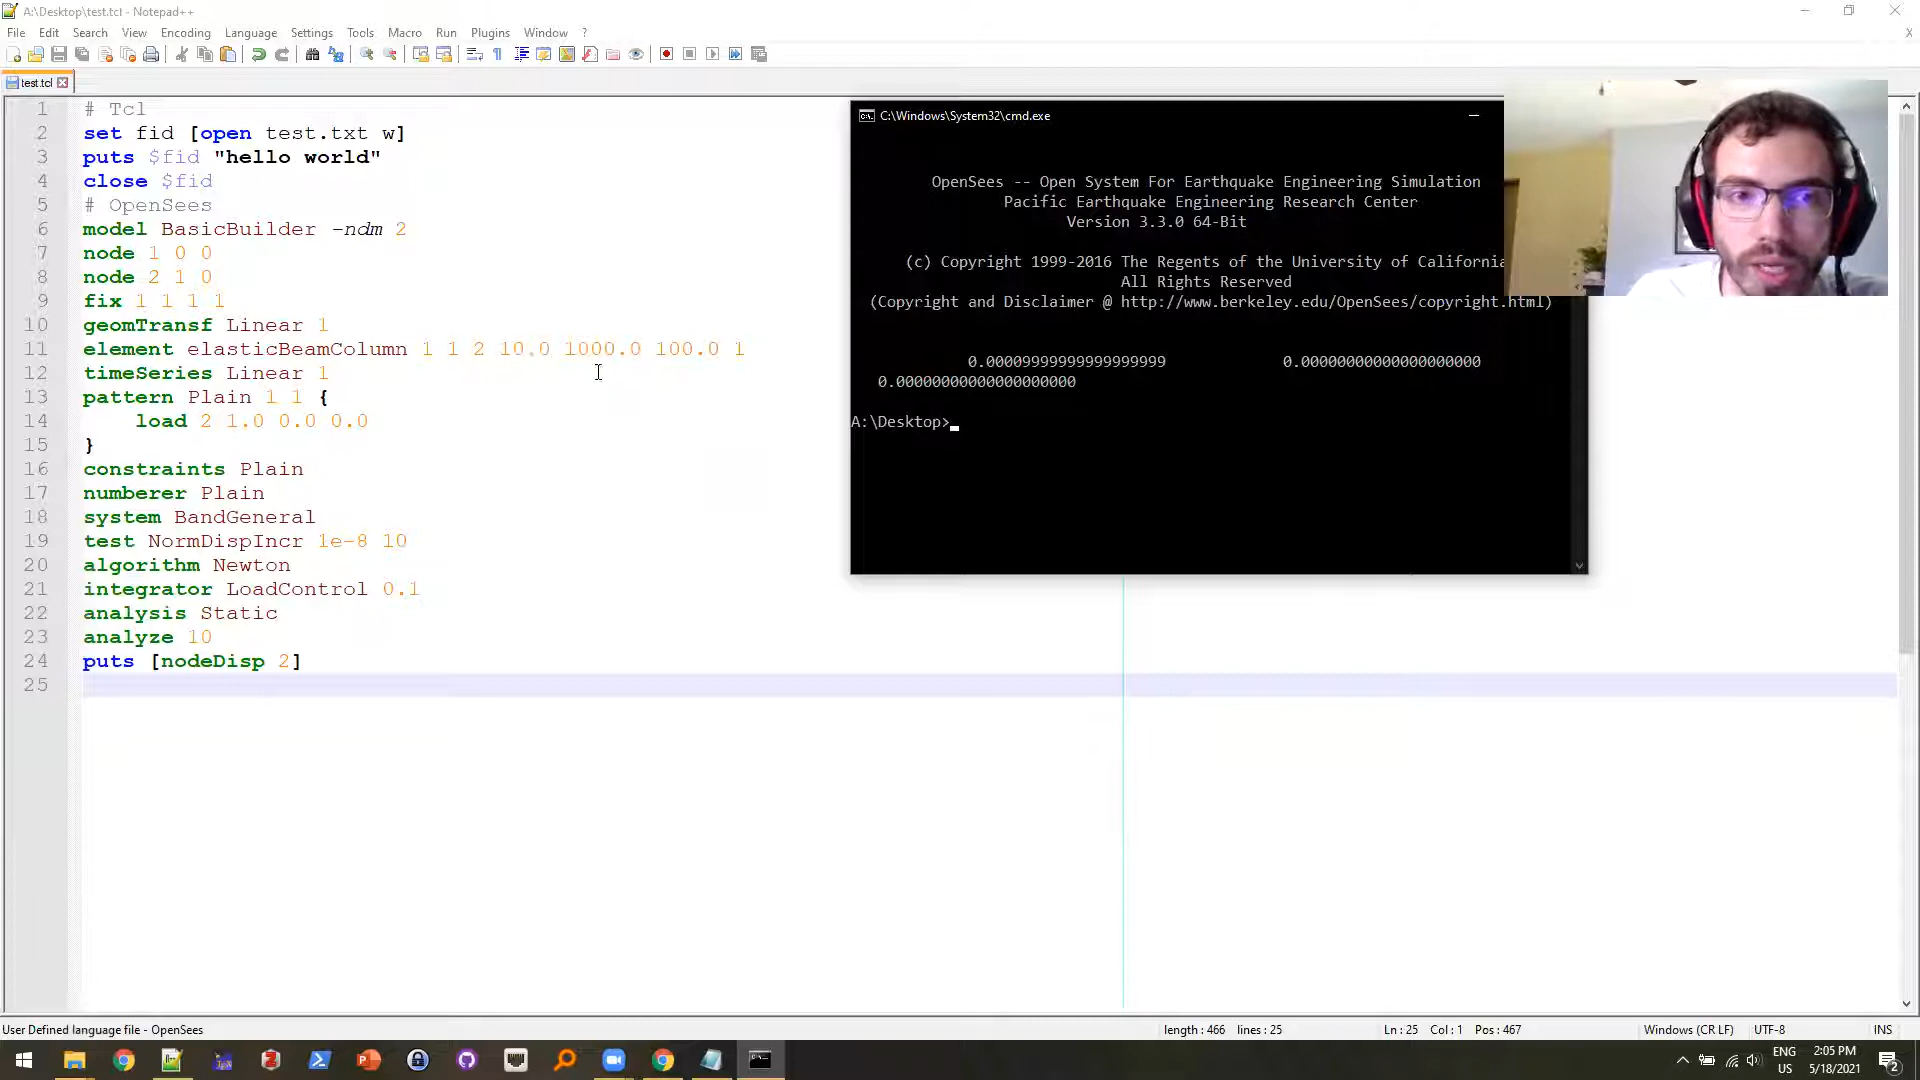 A:\Desktop\test.tcl - Notepad++
File Edit Search View Encoding Language Settings Tools Macro Run Plugins Window ?
test.tcl
1 # Tcl
2 set fid [open test.txt w]
3 puts $fid "hello world"
4 close $fid
5 # OpenSees
6 model BasicBuilder -ndm 2
7 node 1 0 0
8 node 2 1 0
9 fix 1 1 1 1
10 geomTransf Linear 1
11 element elasticBeamColumn 1 1 2 10.0 1000.0 100.0 1
12 timeSeries Linear 1
13 pattern Plain 1 1 {
14 load 2 1.0 0.0 0.0
15 }
16 constraints Plain
17 numberer Plain
18 system BandGeneral
19 test NormDispIncr 1e-8 10
20 algorithm Newton
21 integrator LoadControl 0.1
22 analysis Static
23 analyze 10
24 puts [nodeDisp 2]
25
C:\Windows\System32\cmd.exe
OpenSees -- Open System For Earthquake Engineering Simulation
Pacific Earthquake Engineering Research Center
Version 3.3.0 64-Bit
(c) Copyright 1999-2016 The Regents of the University of California
All Rights Reserved
(Copyright and Disclaimer @ http://www.berkeley.edu/OpenSees/copyright.html)
0.00009999999999999999 0.00000000000000000000
0.00000000000000000000
A:\Desktop>
User Defined language file - OpenSees
length : 466 lines : 25
Ln : 25 Col : 1 Pos : 467
Windows (CR LF)
UTF-8
INS
ENG
US
2:05 PM
5/18/2021
2